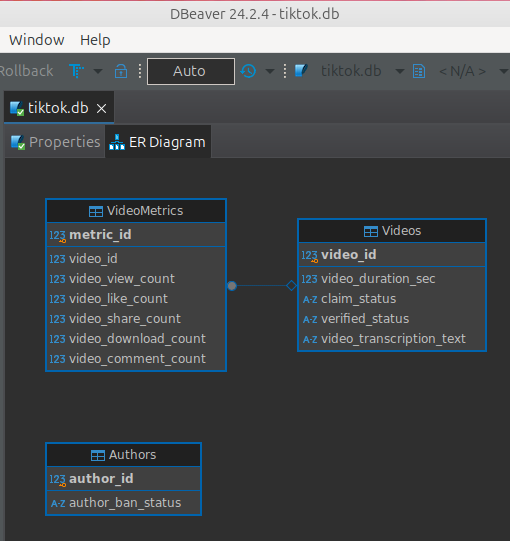 DBeaver 24.2.4 - tiktok.db
Window Help
Rollback Auto tiktok.db < N/A >
tiktok.db
Properties ER Diagram
VideoMetrics
123 metric_id
123 video_id
123 video_view_count
123 video_like_count
123 video_share_count
123 video_download_count
123 video_comment_count
Videos
123 video_id
123 video_duration_sec
A-Z claim_status
A-Z verified_status
A-Z video_transcription_text
Authors
123 author_id
A-Z author_ban_status